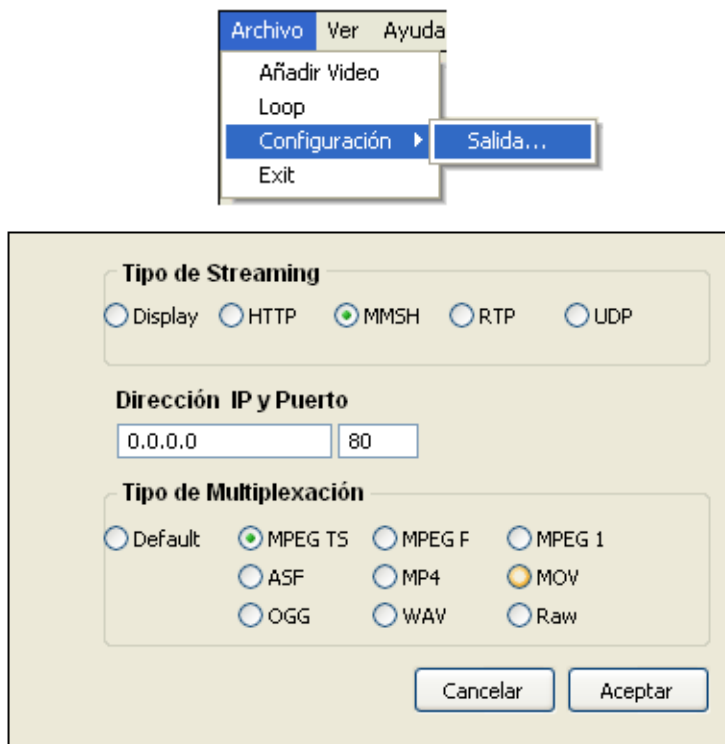 Archivo Ver Ayuda
Añadir Video
Loop
Configuración Salida...
Exit
Tipo de Streaming
Display HTTP MMSH RTP UDP
Dirección IP y Puerto
0.0.0.0 80
Tipo de Multiplexación
Default MPEG TS MPEG P MPEG 1
ASF MP4 MOV
OGG WAV Raw
Cancelar Aceptar